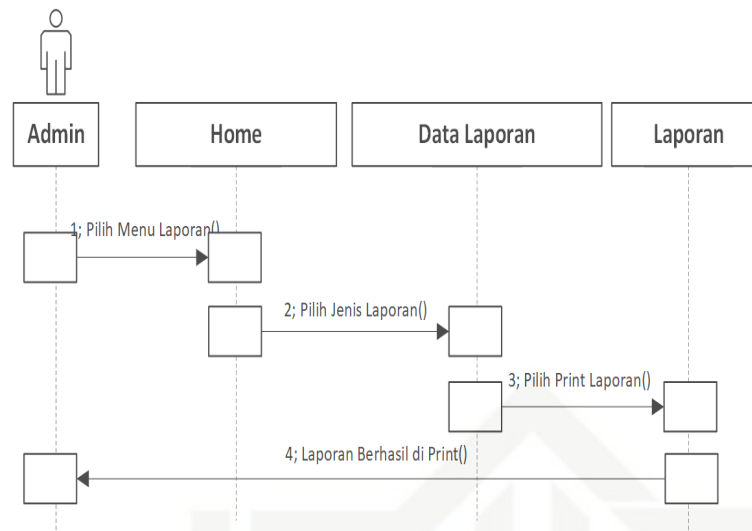 Admin
Home
Data Laporan
Laporan
1; Pilih Menu Laporan()
2; Pilih Jenis Laporan()
3; Pilih Print Laporan()
4; Laporan Berhasil di Print()